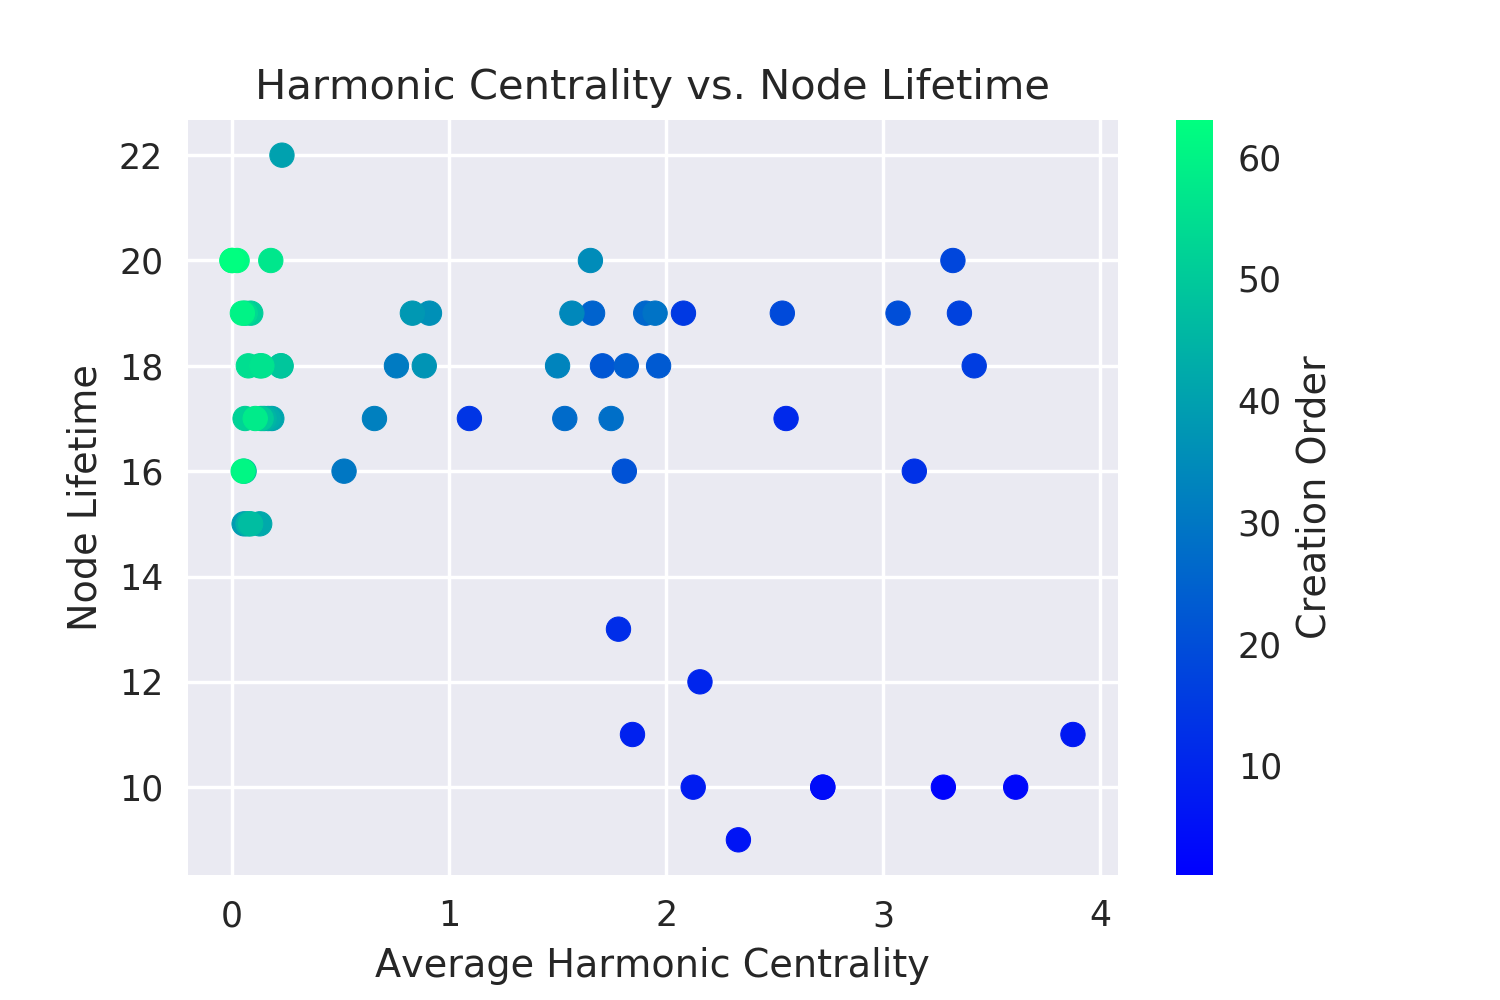 Harmonic Centrality vs. Node Lifetime
22
20
18
16
14
12
10
Node Lifetime
0 1 2 3 4
Average Harmonic Centrality
60
50
40
30
20
10
Creation Order